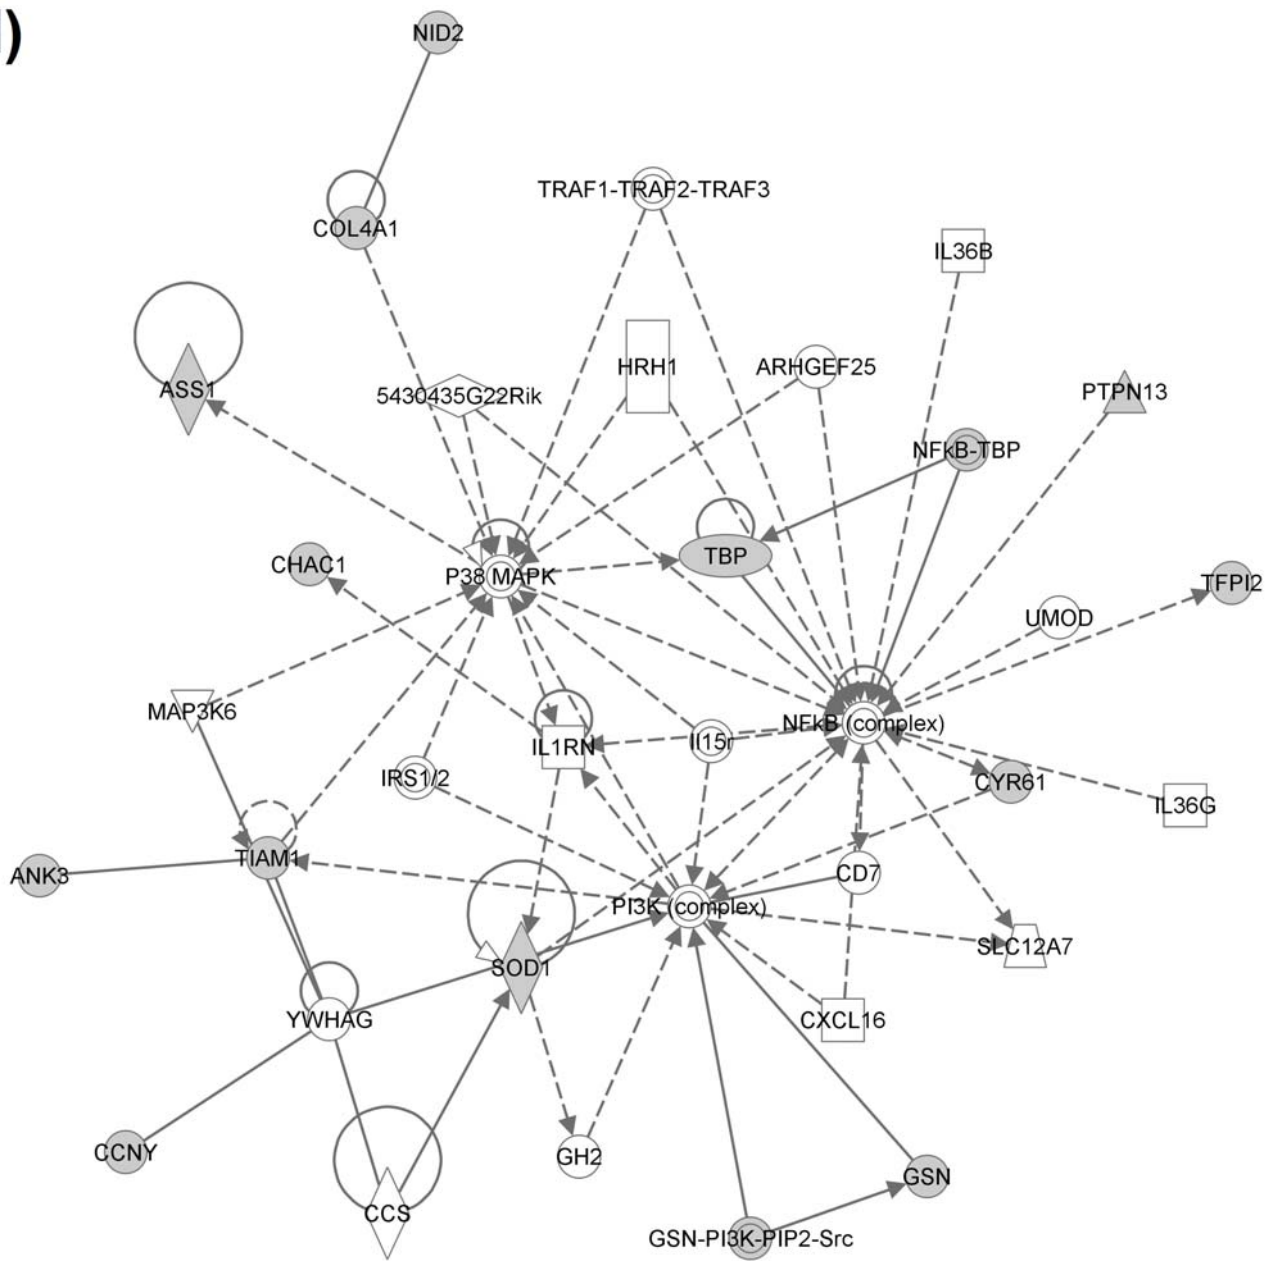 )
NID2
TRAF1-TRAF2-TRAF3
COL4A1
IL36B
HRH1
ARHGEF25
ASS1
5430435G22Rik
PTPN13
NFkB-TBP
TBP
CHAC1
P38 MAPK
TFPI2
UMOD
MAP3K6
NFkB (complex)
IL1RN
Il15r
IRS1/2
CYR61
IL36G
TIAM1
ANK3
CD7
PI3K (complex)
SLC12A7
SOD1
YWHAG
CXCL16
CCNY
GH2
GSN
CCS
GSN-PI3K-PIP2-Src